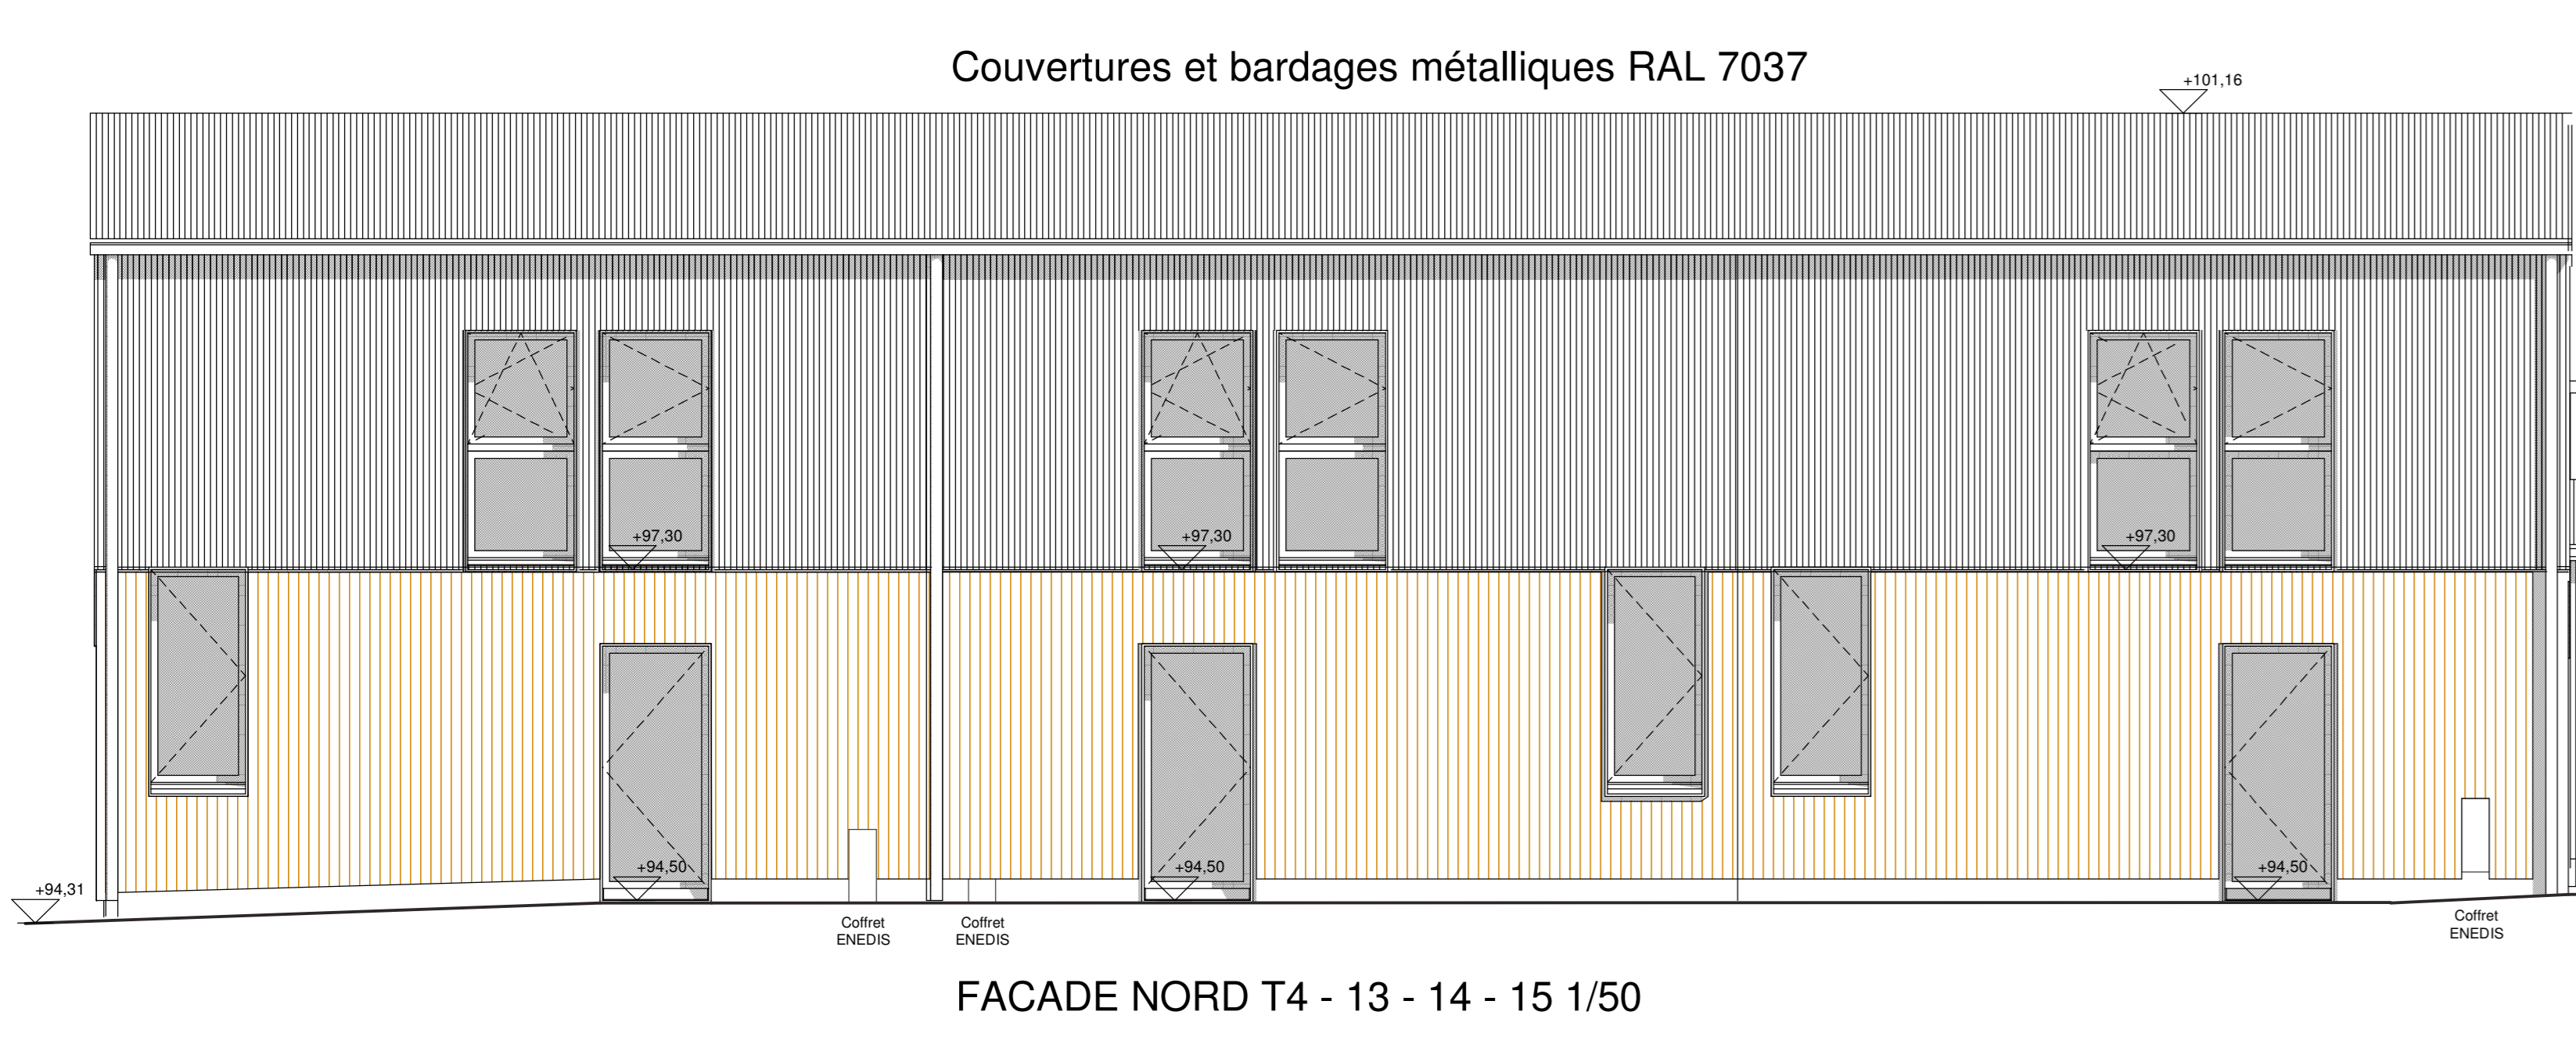 Couvertures et bardages métalliques RAL 7037
+101,16
+97,30
+97,30
+97,30
+94,50
+94,50
+94,50
+94,31
Coffret
ENEDIS
Coffret
ENEDIS
Coffret
ENEDIS
FACADE NORD T4 - 13 - 14 - 15 1/50